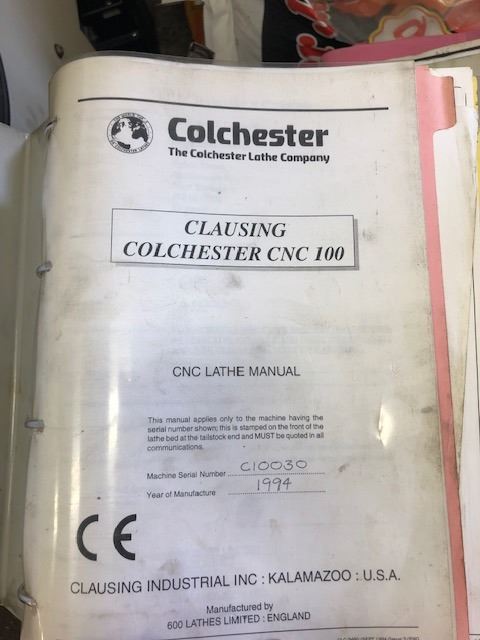 Colchester
The Colchester Lathe Company
CLAUSING
COLCHESTER CNC 100
CNC LATHE MANUAL
This manual applies only to the machine having the
serial number shown; this is stamped on the front of the
lathe bed at the tailstock end and MUST be quoted in all
communications.
Machine Serial Number ... C10030
Year of Manufacture ... 1994
CE
CLAUSING INDUSTRIAL INC : KALAMAZOO : U.S.A.
Manufactured by
600 LATHES LIMITED : ENGLAND